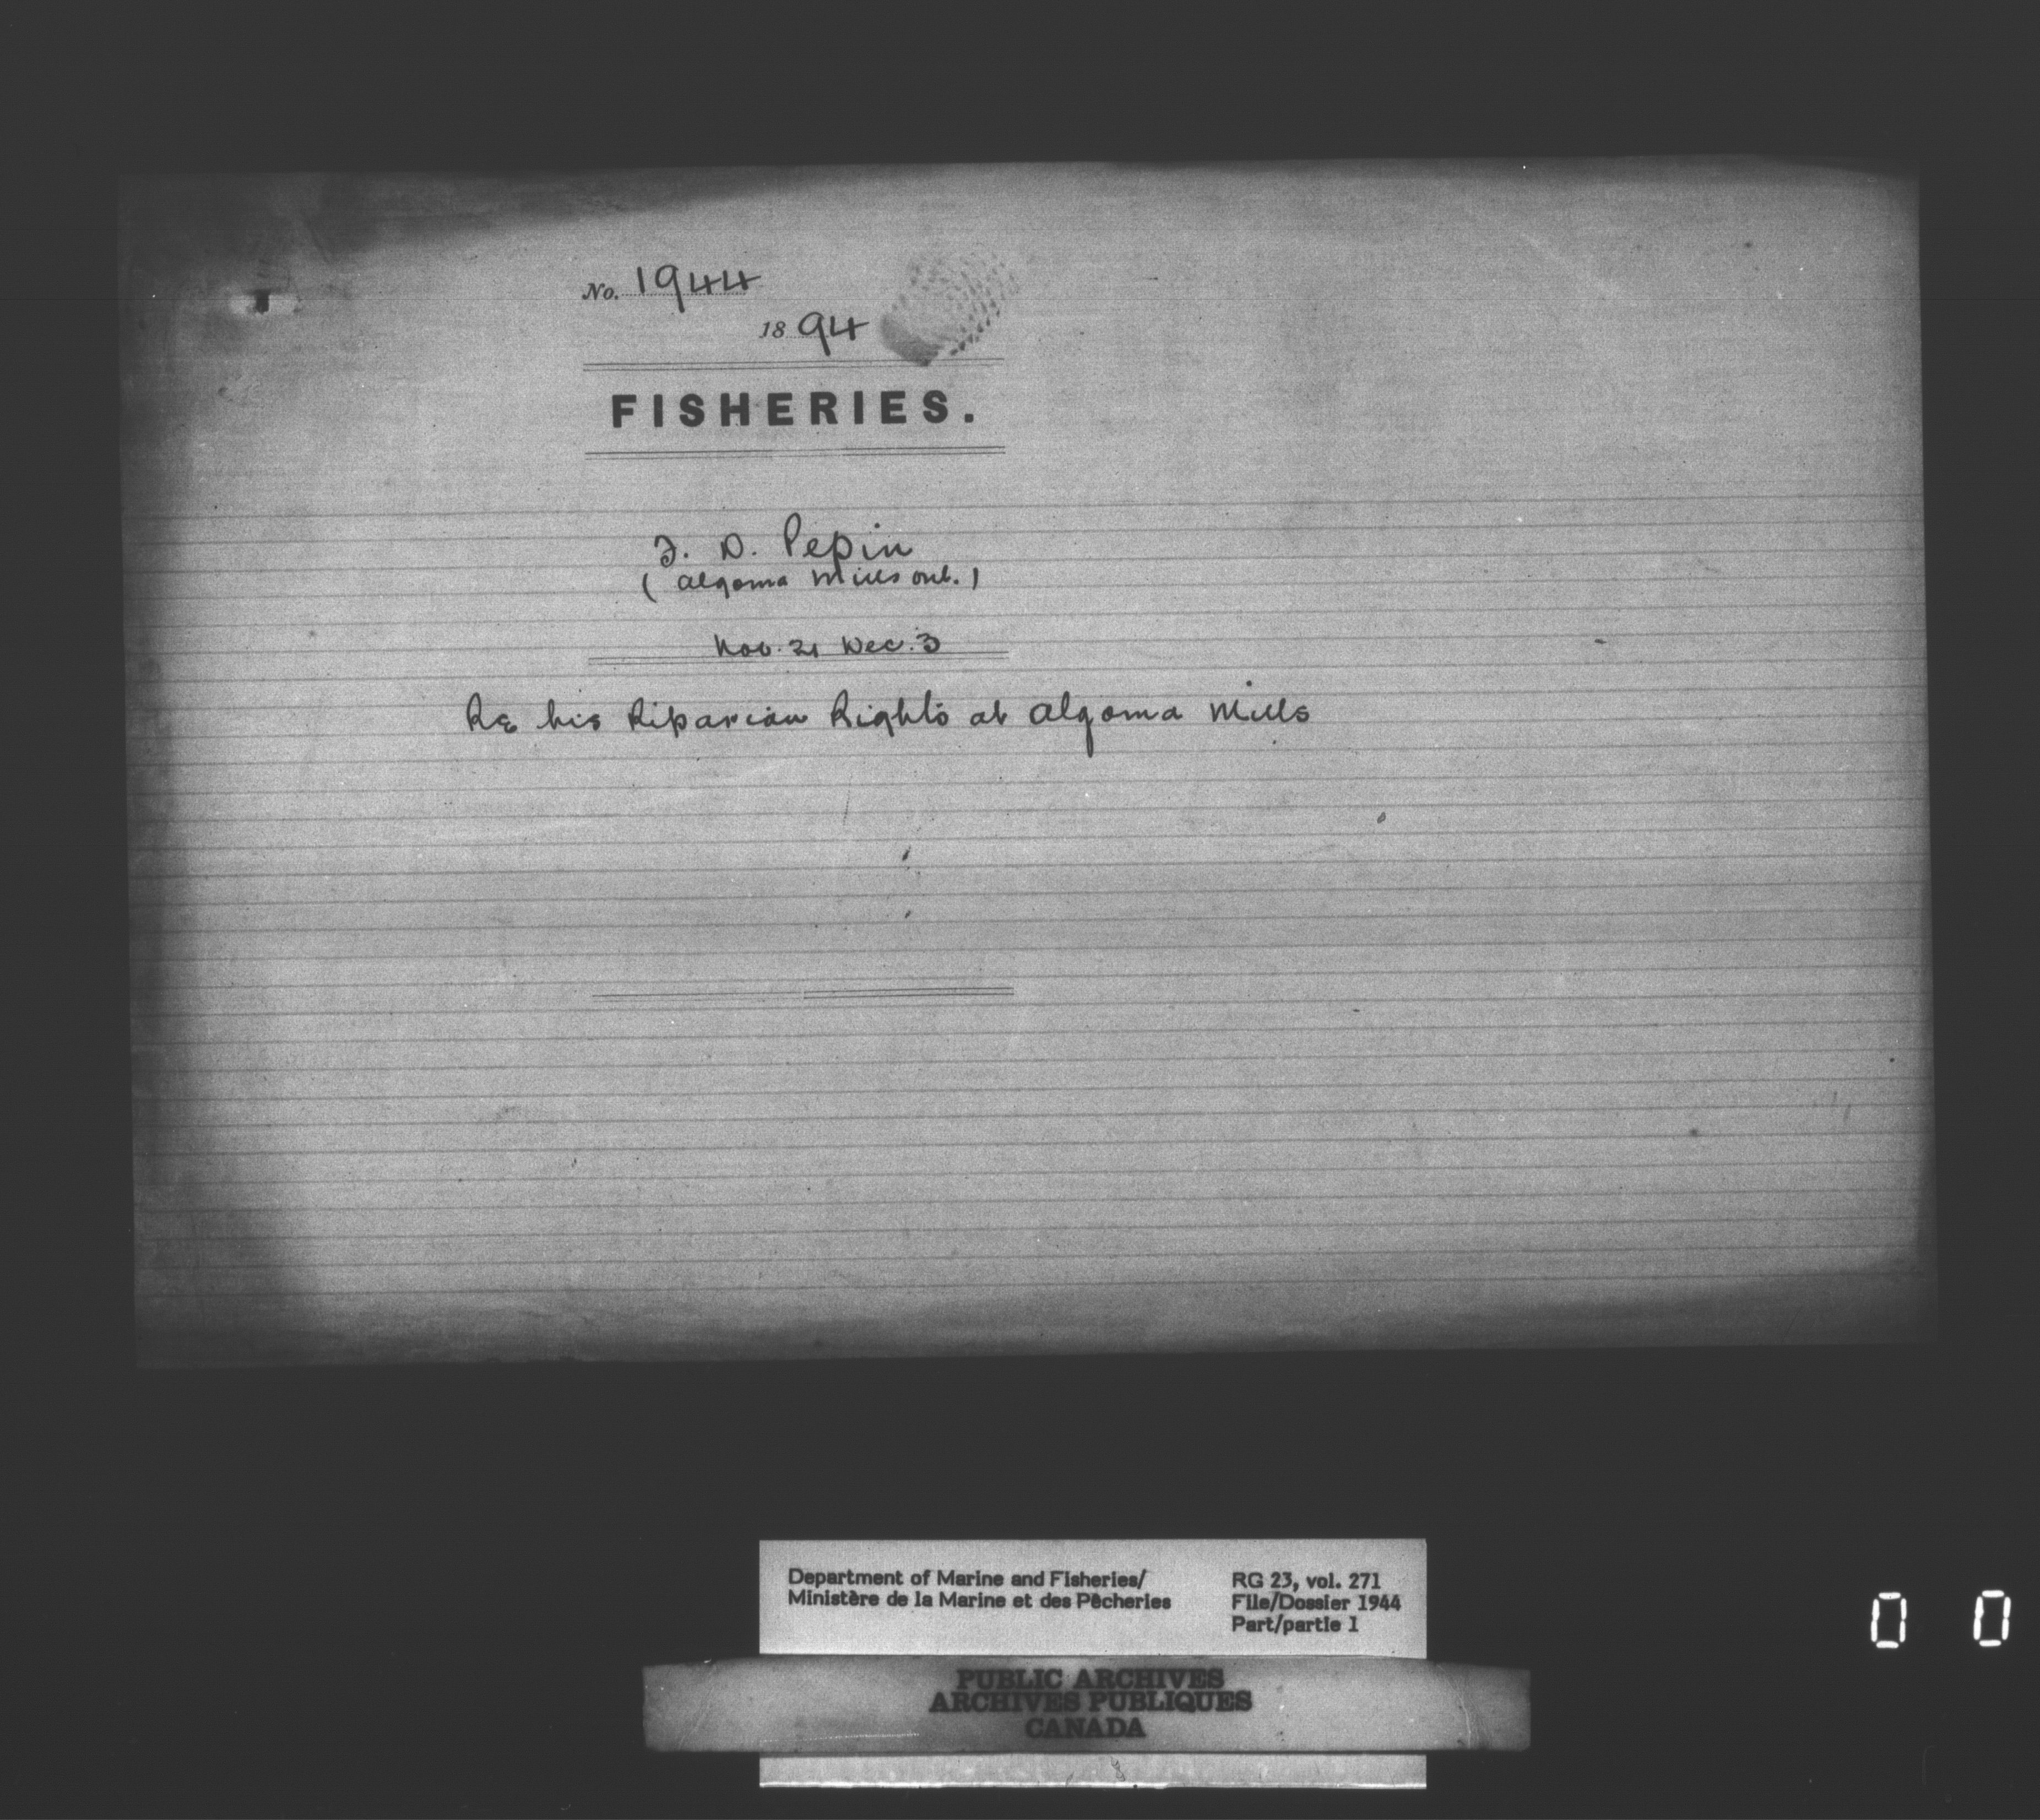 No. 1944
1894
FISHERIES.
J. D. Pepin
(Algoma Mills Ont.)
Nov. 21 Dec. 3
Re his Riparian Rights at Algoma Mills
Department of Marine and Fisheries/
Ministère de la Marine et des Pêcheries
RG 23, vol. 271
File/Dossier 1944
Part/partie 1
PUBLIC ARCHIVES
ARCHIVES PUBLIQUES
CANADA
0 0